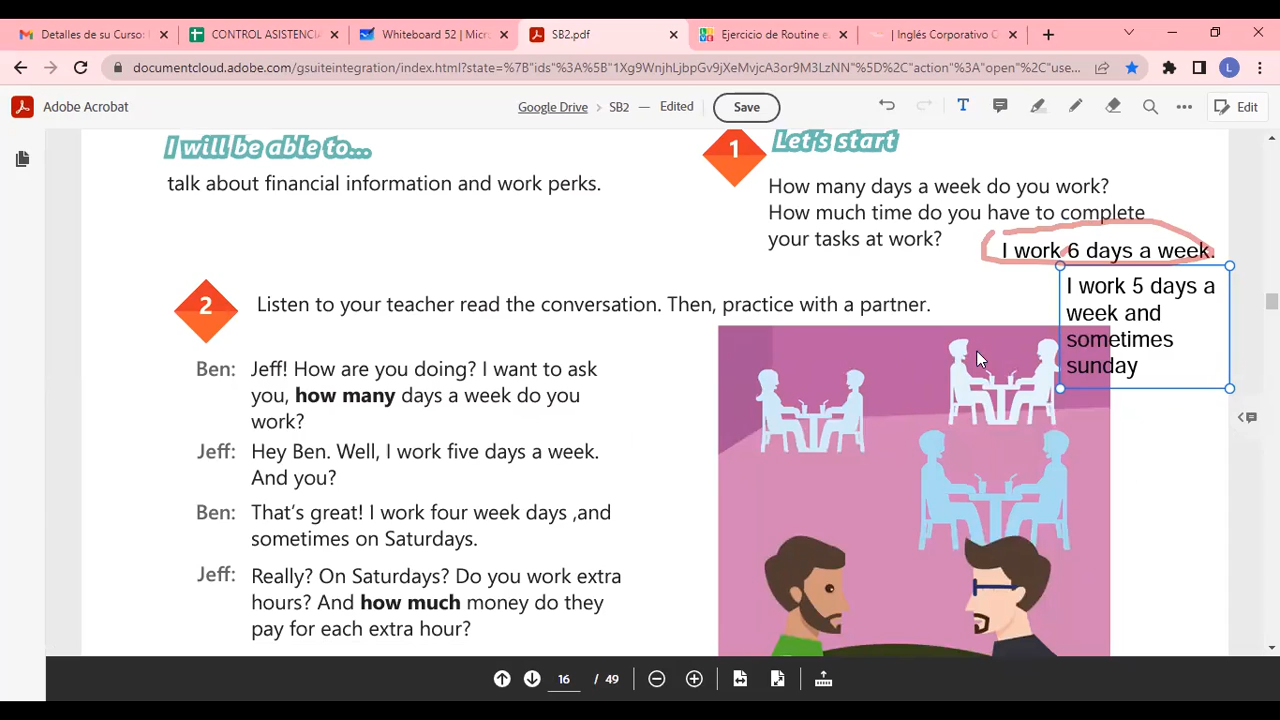 Detalles de su Curso:
CONTROL ASISTENCIA
Whiteboard 52 | Micr
SB2.pdf
Ejercicio de Routine e
| Inglés Corporativo
documentcloud.adobe.com/gsuiteintegration/index.html?state=%7B"ids"%3A%5B"1Xg9WnjhLjbpGv9jXeMvjcA3or9M3LzNN"%5D%2C"action"%3A"open"%2C"use...
L
Adobe Acrobat
Google Drive > SB2 — Edited
Save
Edit
I will be able to...
talk about financial information and work perks.
1
Let's start
How many days a week do you work?
How much time do you have to complete
your tasks at work?
I work 6 days a week.
I work 5 days a
week and
sometimes
sunday
2
Listen to your teacher read the conversation. Then, practice with a partner.
Ben: Jeff! How are you doing? I want to ask
you, how many days a week do you
work?
Jeff: Hey Ben. Well, I work five days a week.
And you?
Ben: That's great! I work four week days ,and
sometimes on Saturdays.
Jeff: Really? On Saturdays? Do you work extra
hours? And how much money do they
pay for each extra hour?
16 / 49